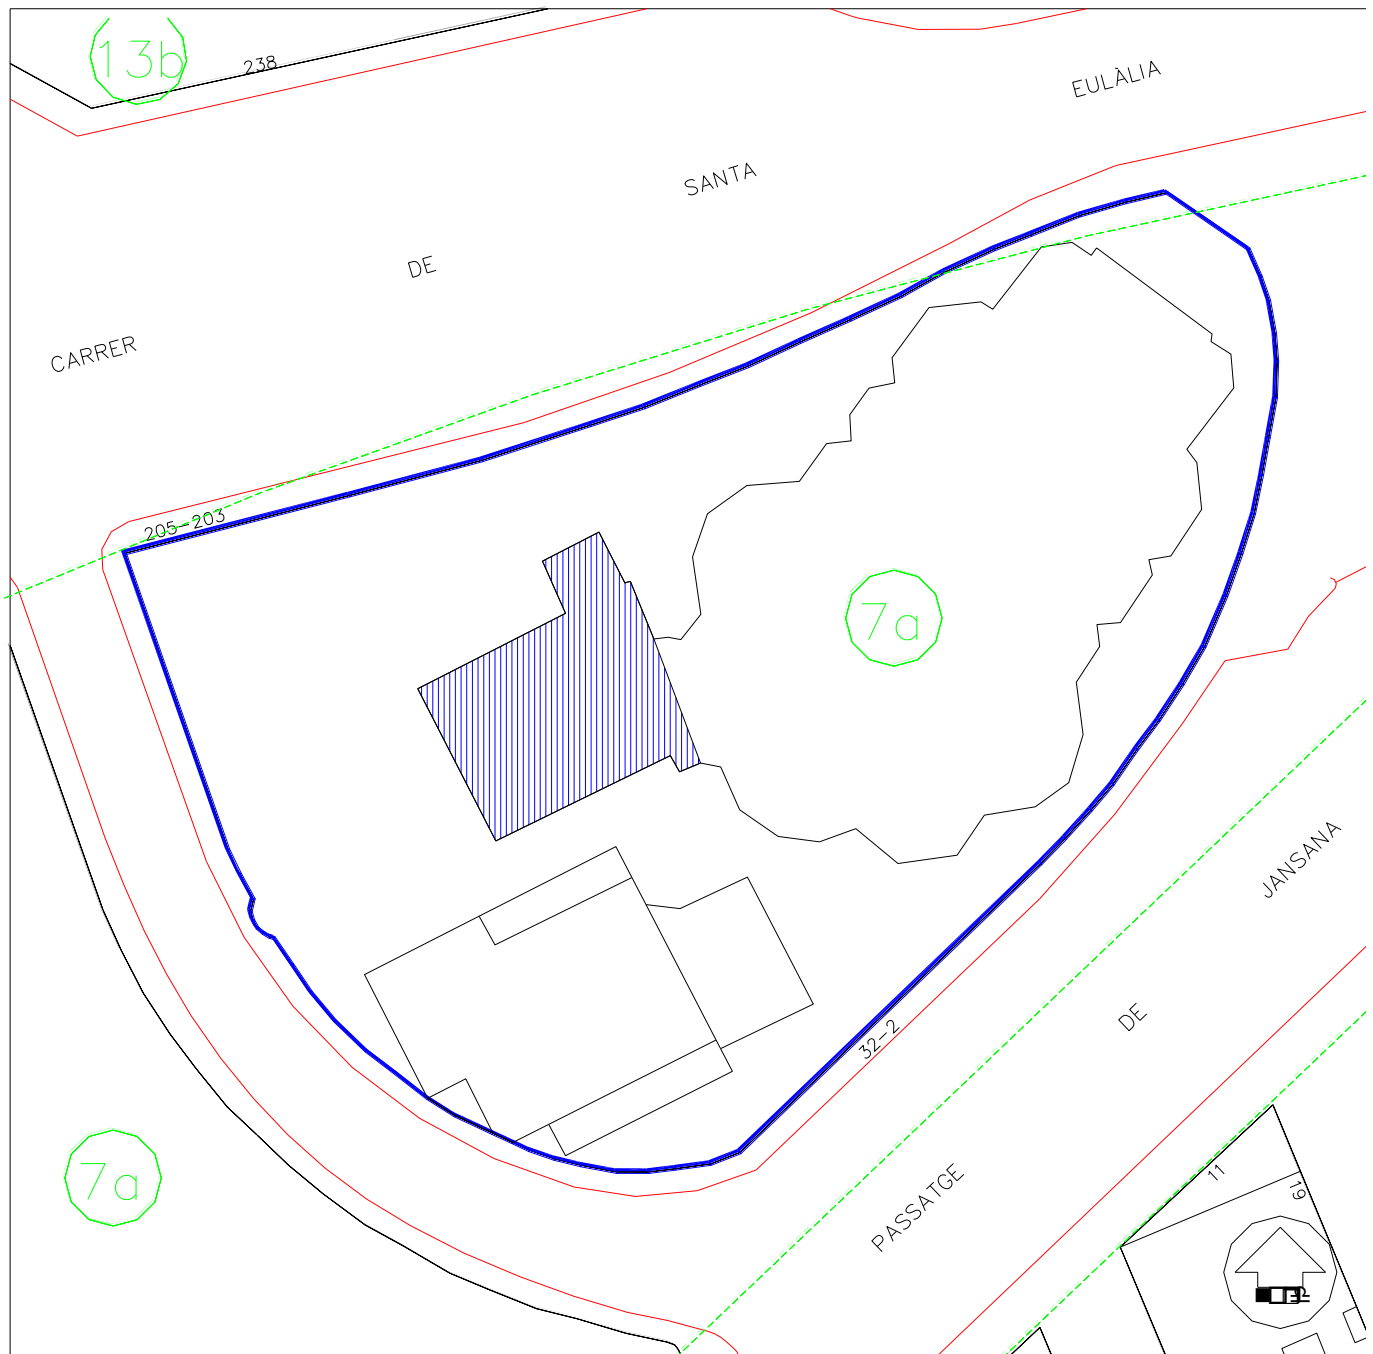 13b
238
EULÀLIA
SANTA
DE
CARRER
205-203
7a
JANSANA
DE
32-2
PASSATGE
7a
11
19